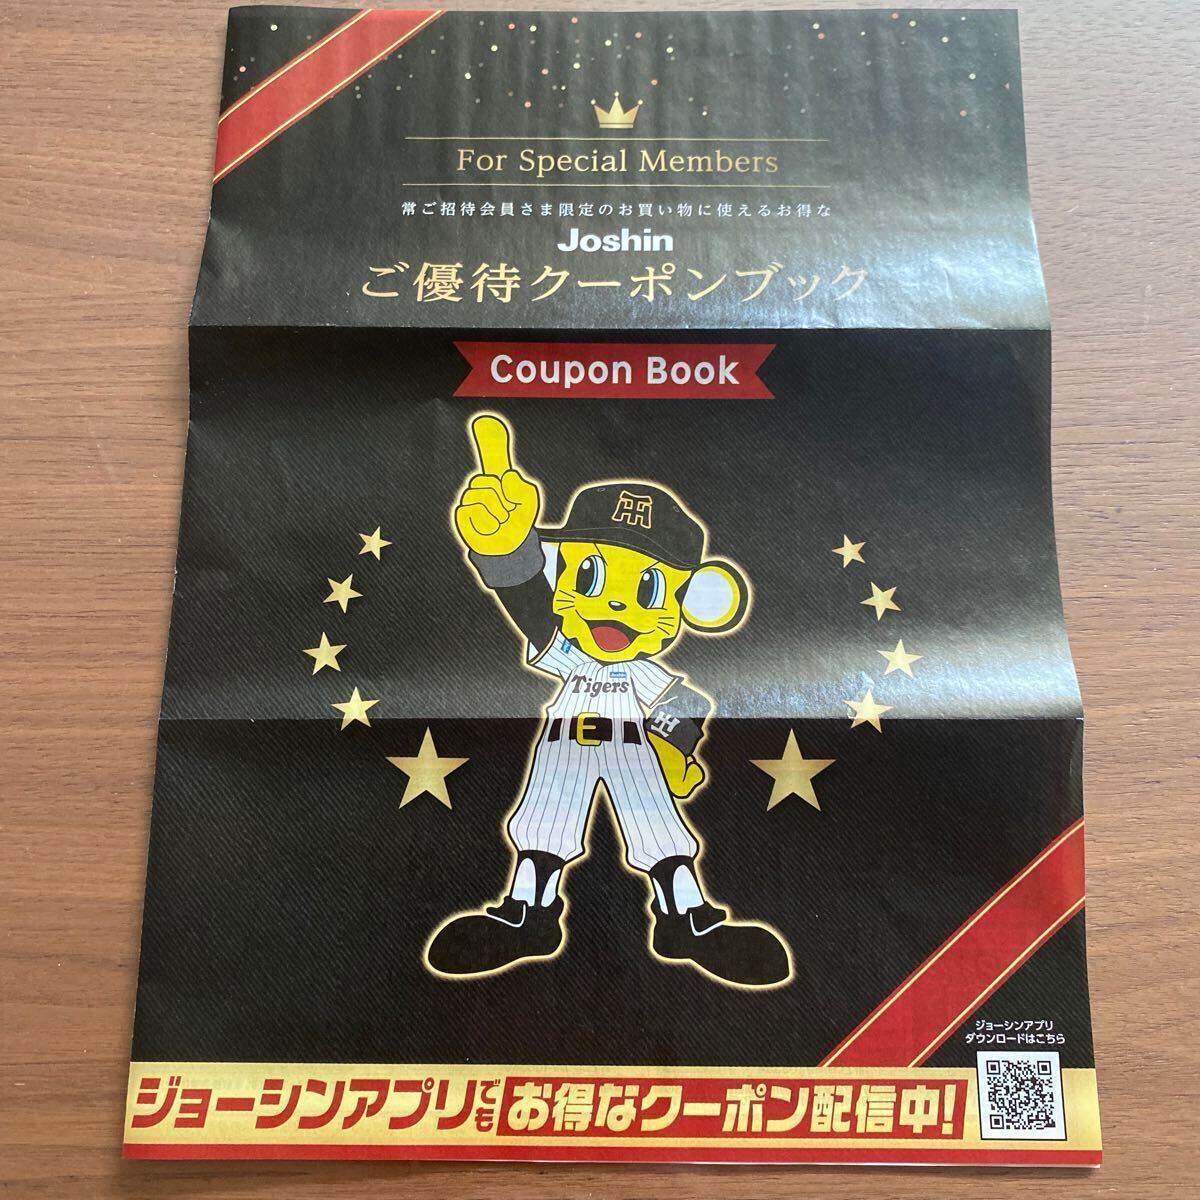 For Special Members
常ご招待会員さま限定のお買い物に使えるお得な
Joshin
ご優待クーポンブック
Coupon Book
Joshin
Tigers
E
ジョーシンアプリ
ダウンロードはこちら
ジョーシンアプリでもお得なクーポン配信中!